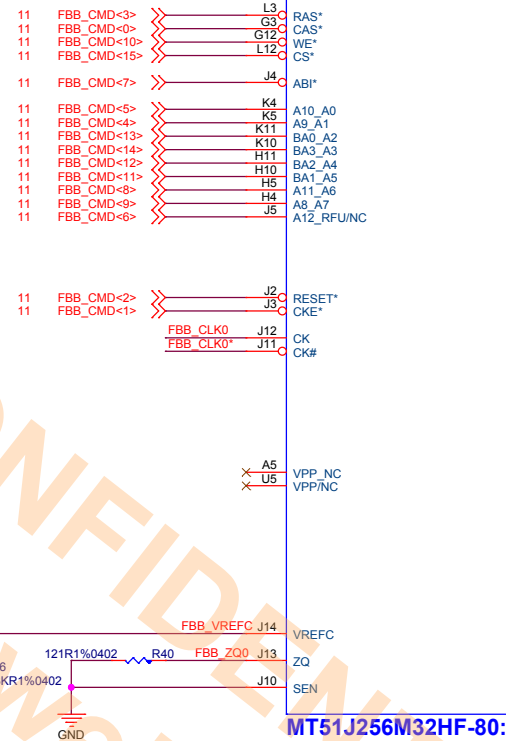 11 FBB_CMD<3> L3 RAS*
11 FBB_CMD<0> G3 CAS*
11 FBB_CMD<10> G12 WE*
11 FBB_CMD<15> L12 CS*
11 FBB_CMD<7> J4 ABI*
11 FBB_CMD<5> K4 A10_A0
11 FBB_CMD<4> K5 A9_A1
11 FBB_CMD<13> K11 BA0_A2
11 FBB_CMD<14> K10 BA3_A3
11 FBB_CMD<12> H11 BA2_A4
11 FBB_CMD<11> H10 BA1_A5
11 FBB_CMD<8> H5 A11_A6
11 FBB_CMD<9> H4 A8_A7
11 FBB_CMD<6> J5 A12_RFU/NC
11 FBB_CMD<2> J2 RESET*
11 FBB_CMD<1> J3 CKE*
FBB_CLK0 J12 CK
FBB_CLK0* J11 CK#
A5 VPP_NC
U5 VPP/NC
FBB_VREFC J14 VREFC
121R1%0402 R40 FBB_ZQ0 J13 ZQ
6
KR1%0402 J10 SEN
GND
MT51J256M32HF-80:
CONFIDENT